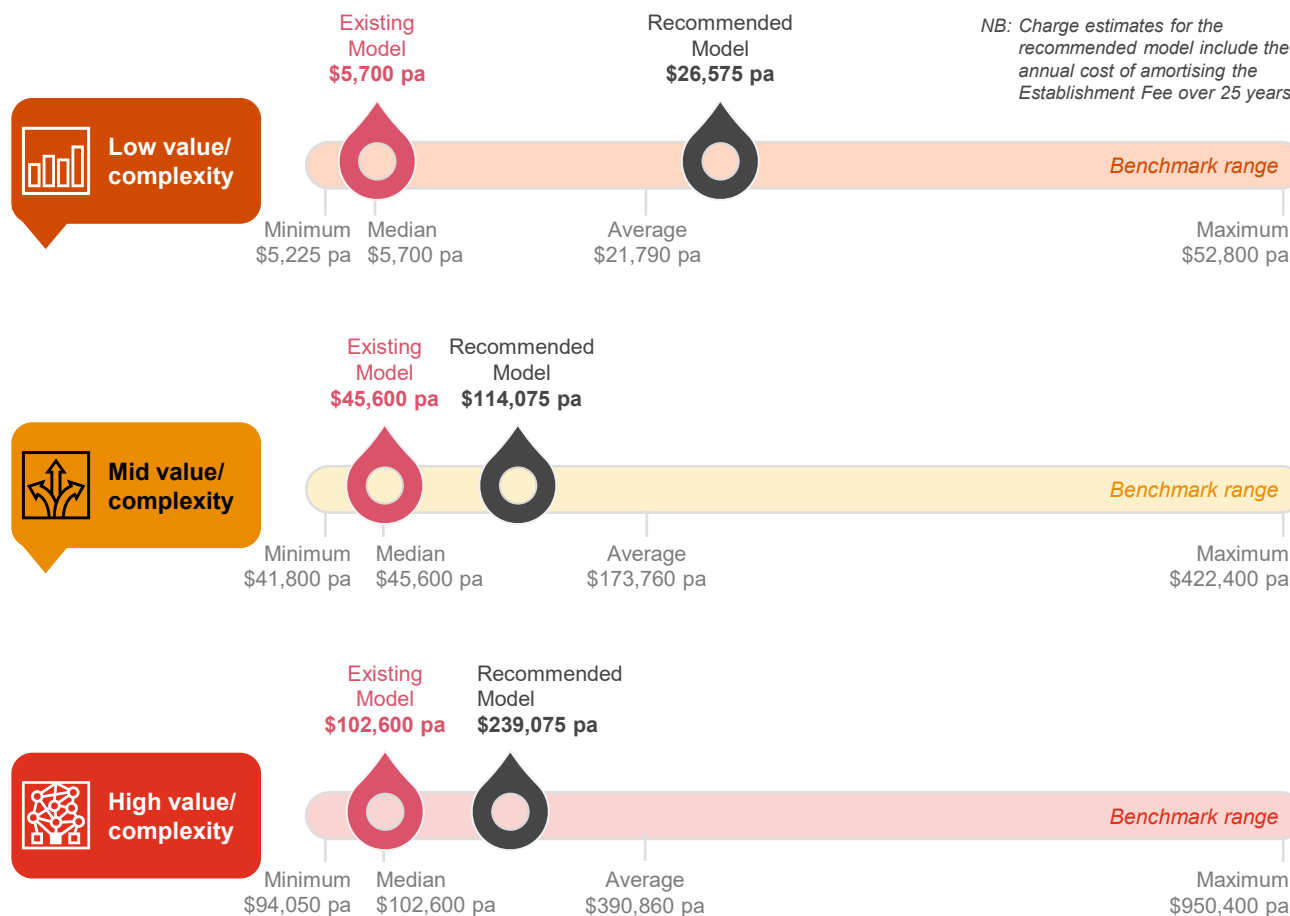 Existing
Model
$5,700 pa
Recommended
Model
$26,575 pa
NB: Charge estimates for the
recommended model include the
annual cost of amortising the
Establishment Fee over 25 years
Low value/
complexity
Benchmark range
Minimum
$5,225 pa
Median
$5,700 pa
Average
$21,790 pa
Maximum
$52,800 pa
Existing
Model
$45,600 pa
Recommended
Model
$114,075 pa
Mid value/
complexity
Benchmark range
Minimum
$41,800 pa
Median
$45,600 pa
Average
$173,760 pa
Maximum
$422,400 pa
Existing
Model
$102,600 pa
Recommended
Model
$239,075 pa
High value/
complexity
Benchmark range
Minimum
$94,050 pa
Median
$102,600 pa
Average
$390,860 pa
Maximum
$950,400 pa